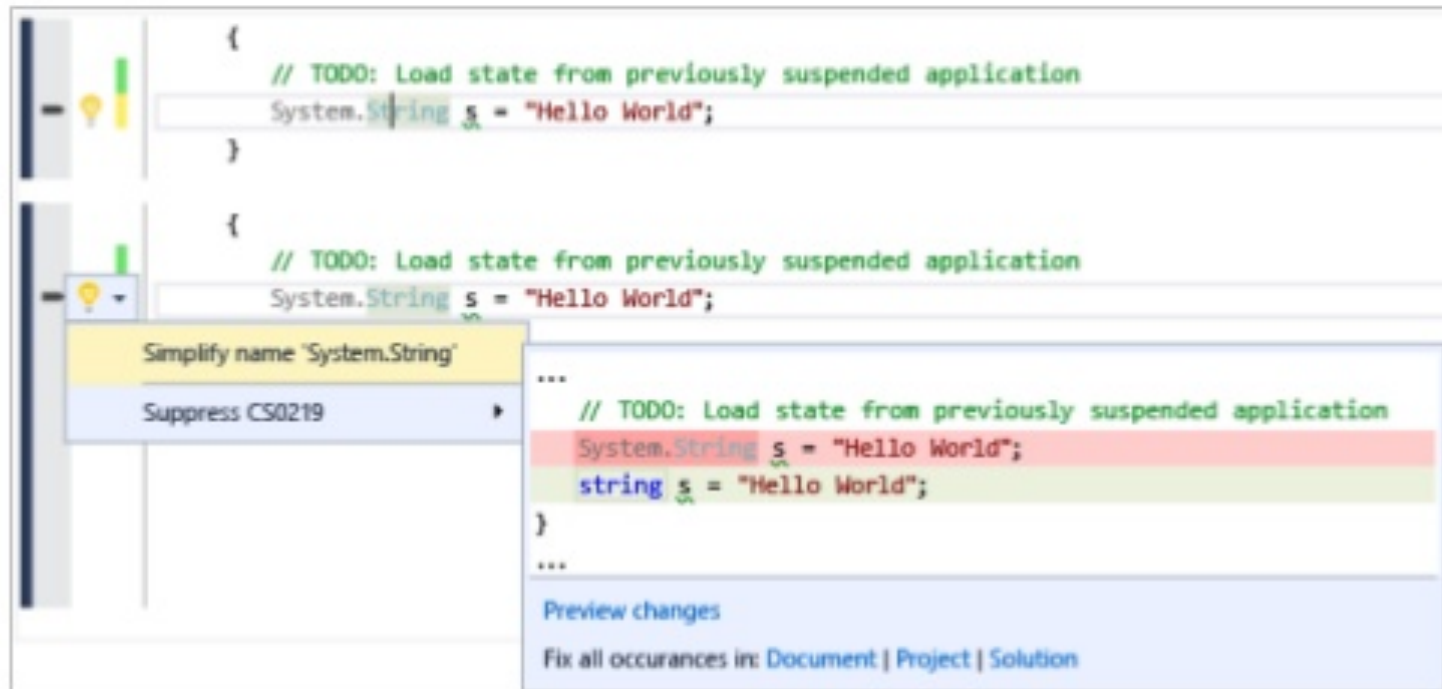 {
// TODO: Load state from previously suspended application
System.String s = "Hello World";
}
{
// TODO: Load state from previously suspended application
System.String s = "Hello World";
Simplify name 'System.String'
Suppress CS0219
...
// TODO: Load state from previously suspended application
System.String s = "Hello World";
string s = "Hello World";
}
...
Preview changes
Fix all occurances in: Document | Project | Solution